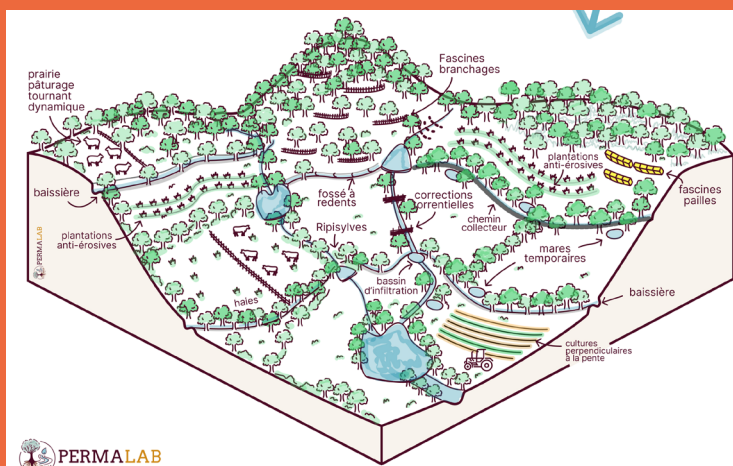 Fascines
branchages
prairie
pâturage
tournant
dynamique
plantations
anti-érosives
fascines
pailles
baissière
fossé à
redents
corrections
torrentielles
chemin
collecteur
plantations
anti-érosives
Ripisylves
mares
temporaires
bassin
d'infiltration
baissière
haies
cultures
perpendiculaires
à la pente
PERMALAB
PERMALAB